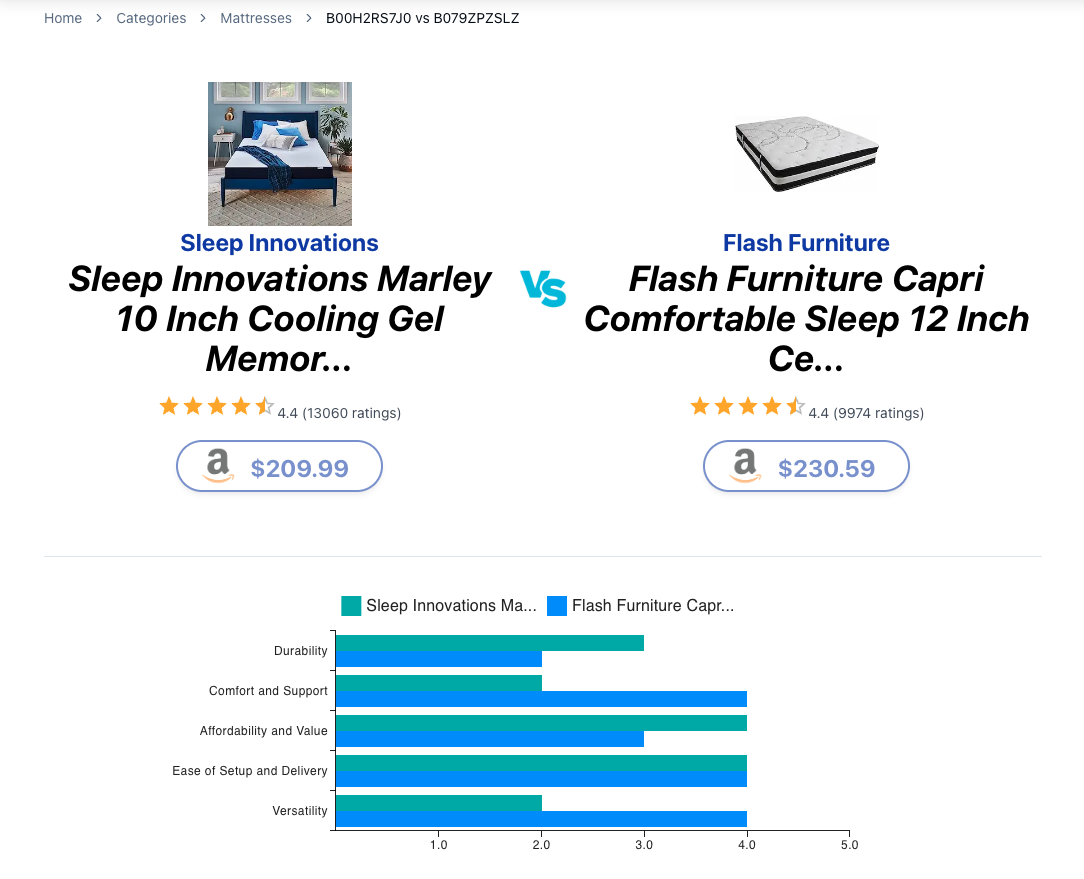 Home > Categories > Mattresses > B00H2RS7J0 vs B079ZPZSLZ
Sleep Innovations
Sleep Innovations Marley
10 Inch Cooling Gel
Memor...
4.4 (13060 ratings)
a $209.99
VS
Flash Furniture
Flash Furniture Capri
Comfortable Sleep 12 Inch
Ce...
4.4 (9974 ratings)
a $230.59
Sleep Innovations Ma... Flash Furniture Capr...
Durability
Comfort and Support
Affordability and Value
Ease of Setup and Delivery
Versatility
1.0 2.0 3.0 4.0 5.0